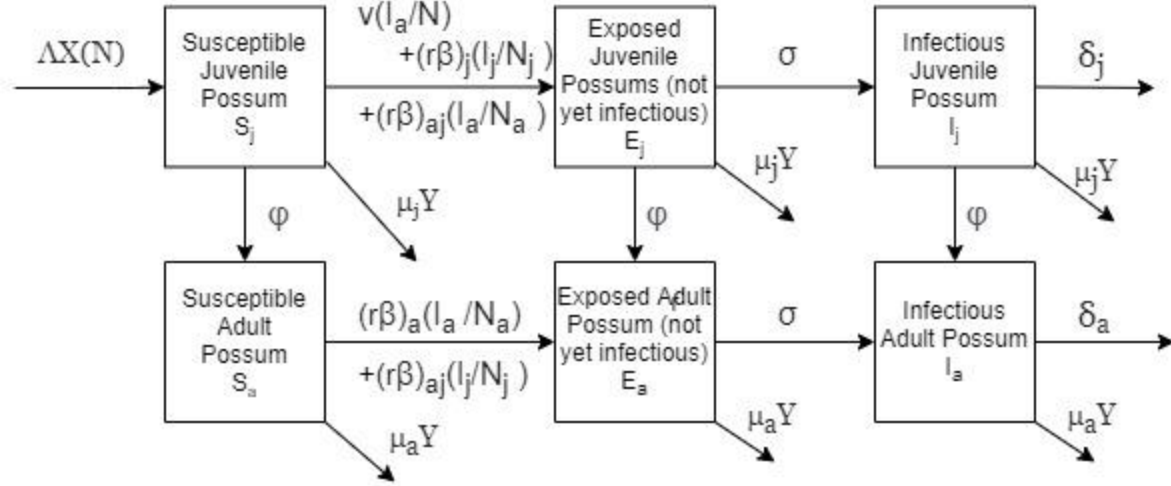 ΛX(N)
Susceptible
Juvenile
Possum
Sⱼ
v(Iₐ/N)
+(rβ)ⱼ(Iⱼ/Nⱼ )
+(rβ)ₐⱼ(Iₐ/Nₐ )
Exposed
Juvenile
Possums (not
yet infectious)
Eⱼ
σ
Infectious
Juvenile
Possum
Iⱼ
δⱼ
μⱼY
μⱼY
μⱼY
φ
φ
φ
Susceptible
Adult
Possum
Sₐ
(rβ)ₐ(Iₐ /Nₐ)
+(rβ)ₐⱼ(Iⱼ/Nⱼ )
Exposed Adult
Possum (not
yet infectious)
Eₐ
σ
Infectious
Adult Possum
Iₐ
δₐ
μₐY
μₐY
μₐY